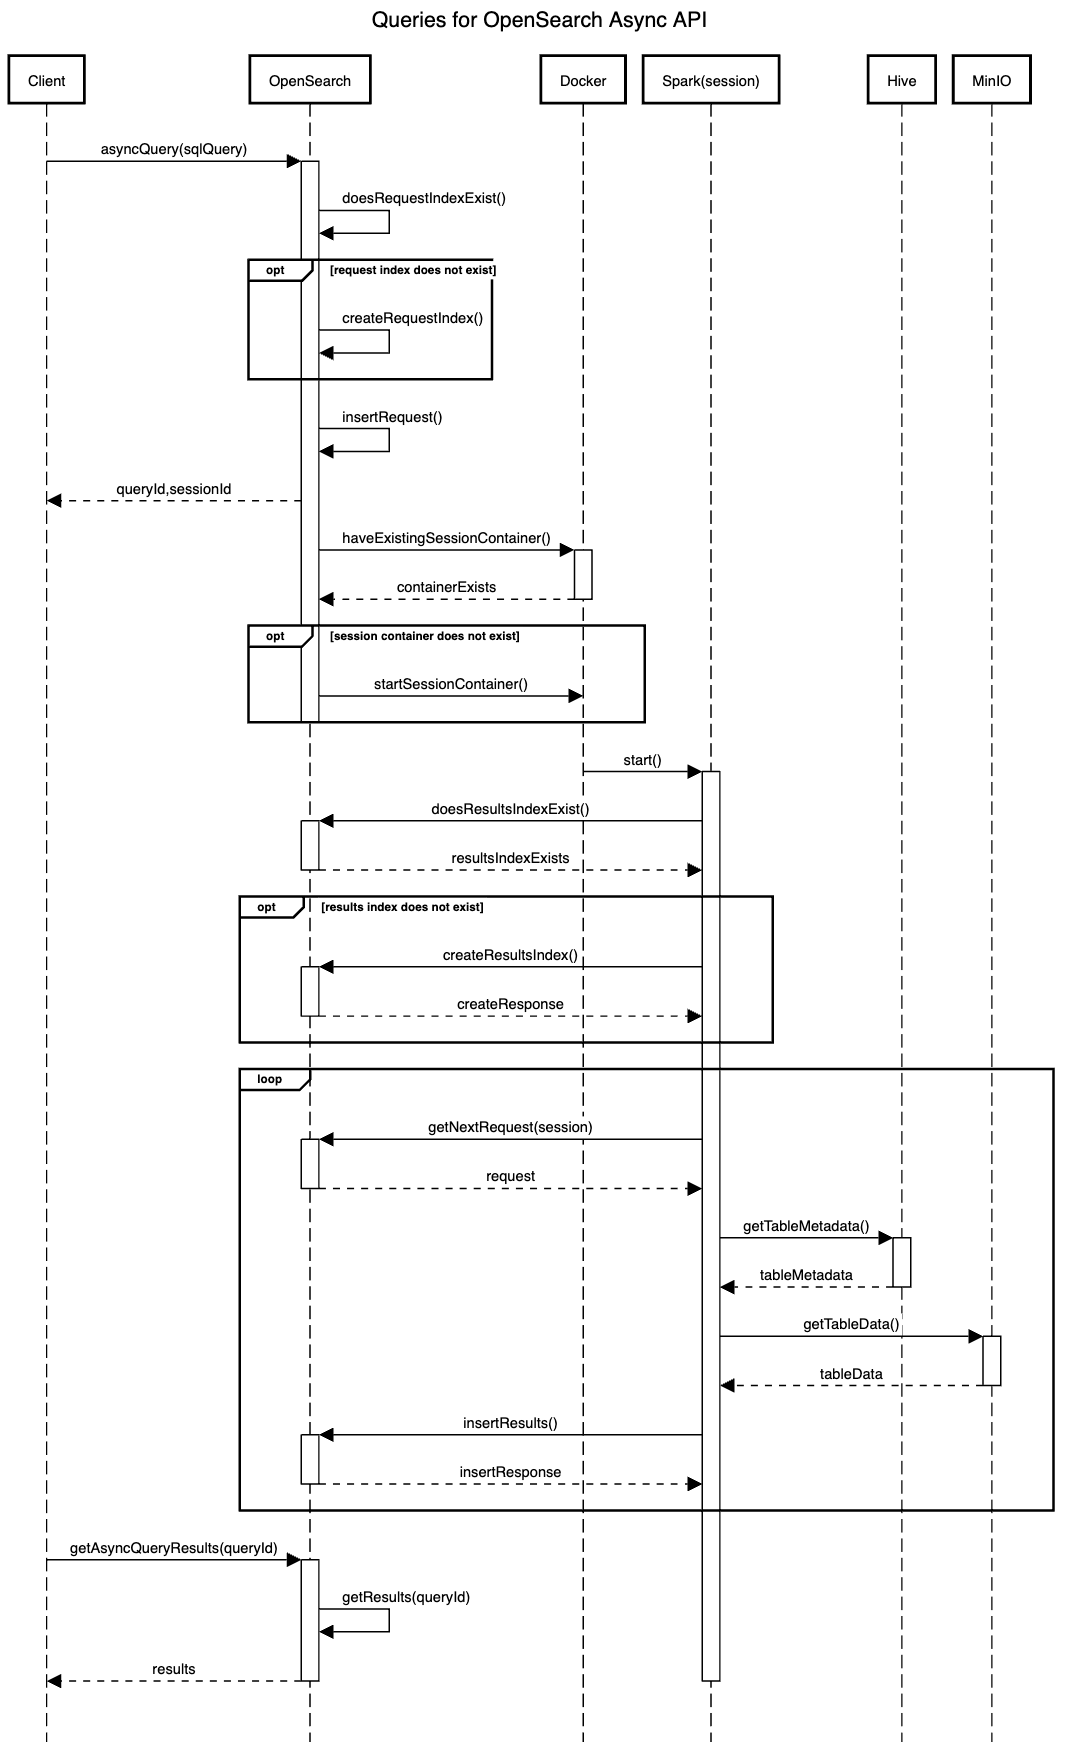 Queries for OpenSearch Async API
Client
OpenSearch
Docker
Spark(session)
Hive
MinIO
asyncQuery(sqlQuery)
doesRequestIndexExist()
opt
[request index does not exist]
createRequestIndex()
insertRequest()
queryId,sessionId
haveExistingSessionContainer()
containerExists
opt
[session container does not exist]
startSessionContainer()
start()
doesResultsIndexExist()
resultsIndexExists
opt
[results index does not exist]
createResultsIndex()
createResponse
loop
getNextRequest(session)
request
getTableMetadata()
tableMetadata
getTableData()
tableData
insertResults()
insertResponse
getAsyncQueryResults(queryId)
getResults(queryId)
results